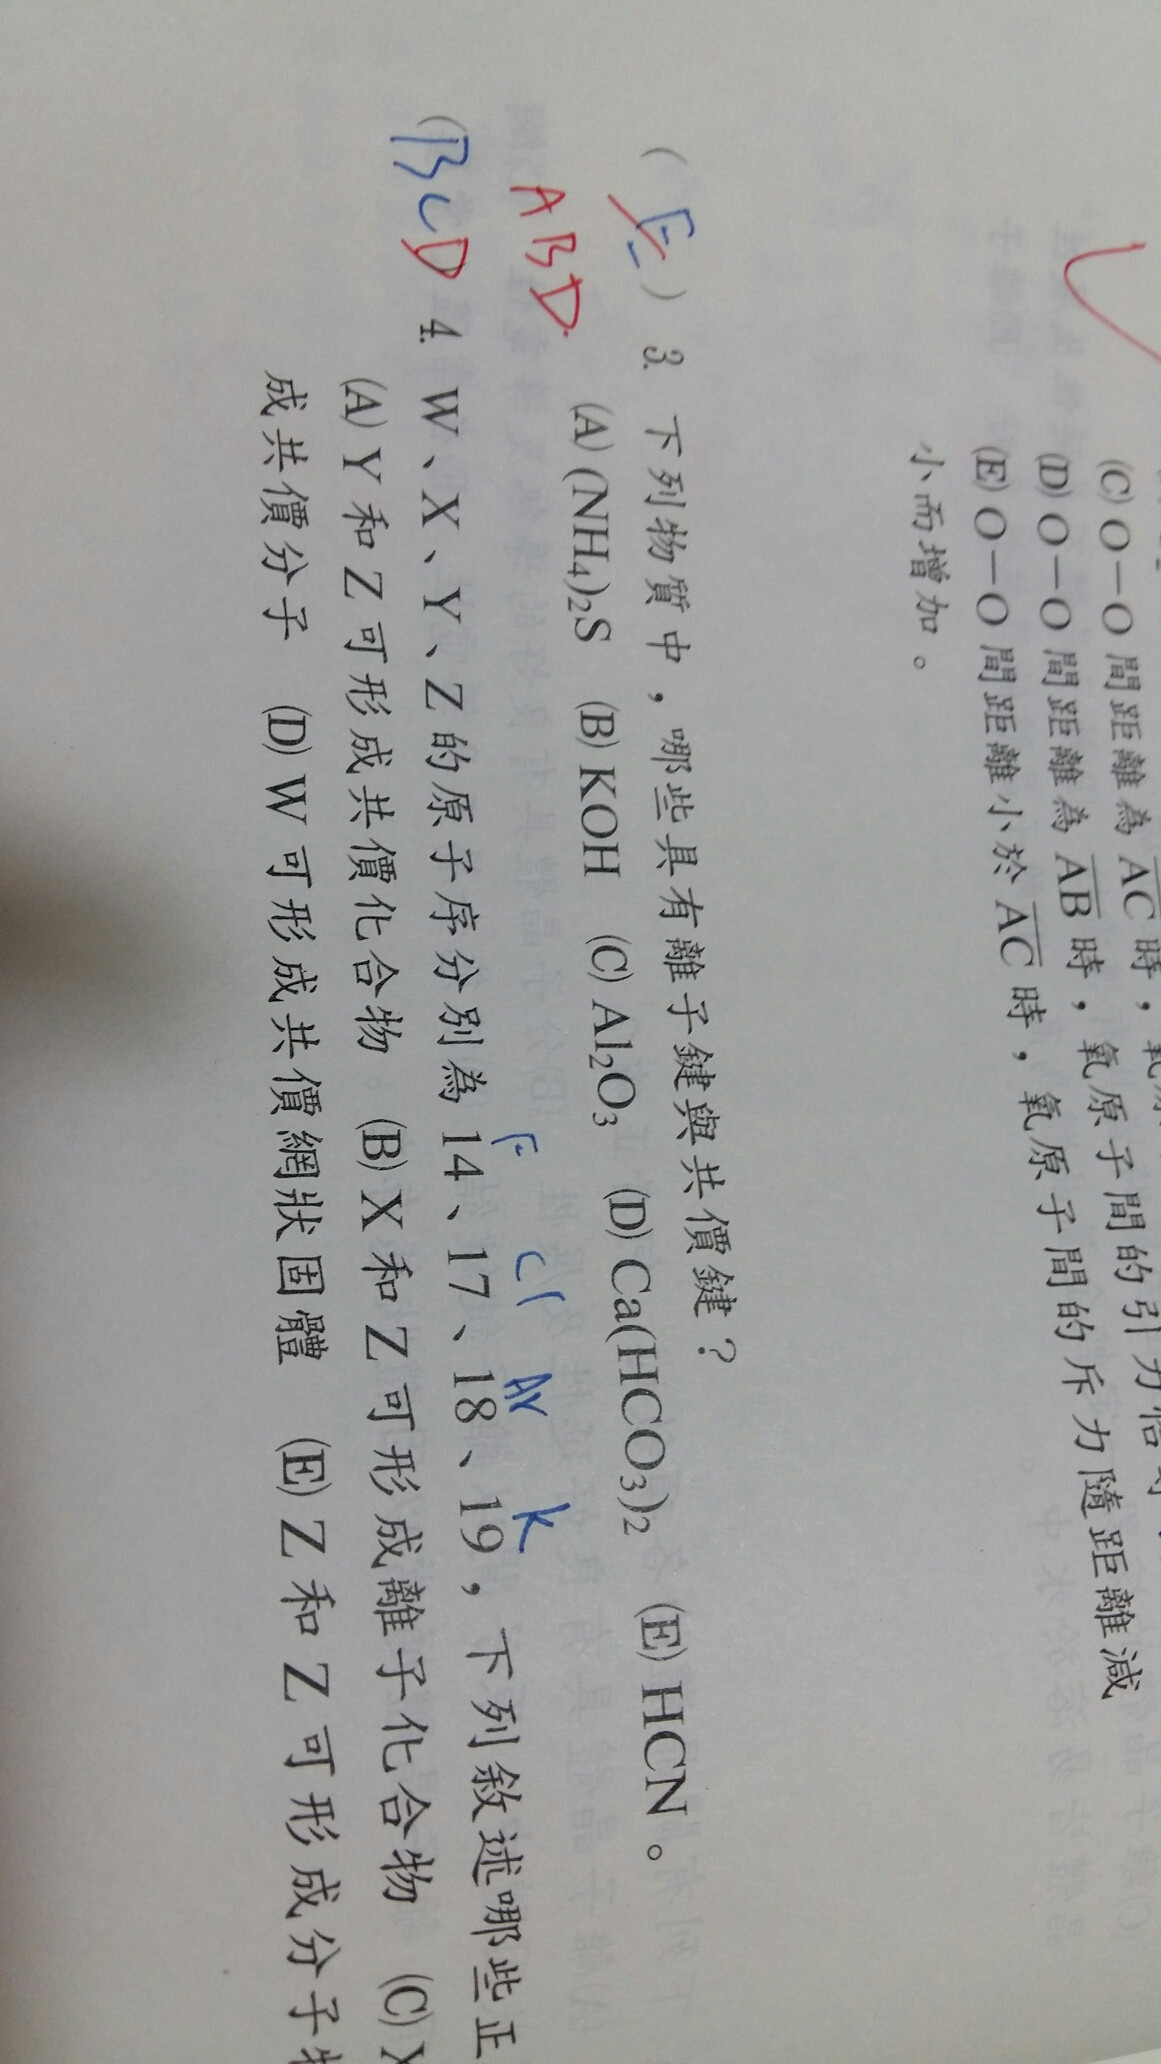 (C) O－O 間距離為 AC 時，
(D) O－O 間距離為 AB 時，氧原子間的引力恰
(E) O－O 間距離小於 AC 時，氧原子間的斥力隨距離減
小而增加。
( E ) 3. 下列物質中，哪些具有離子鍵與共價鍵？
ABD
(A) (NH₄)₂S (B) KOH (C) Al₂O₃ (D) Ca(HCO₃)₂ (E) HCN。
F Cl Ar K
(BCD 4. W、X、Y、Z 的原子序分別為 14、17、18、19，下列敘述哪些正
(A) Y 和 Z 可形成共價化合物 (B) X 和 Z 可形成離子化合物 (C)
成共價分子 (D) W 可形成共價網狀固體 (E) Z 和 Z 可形成分子